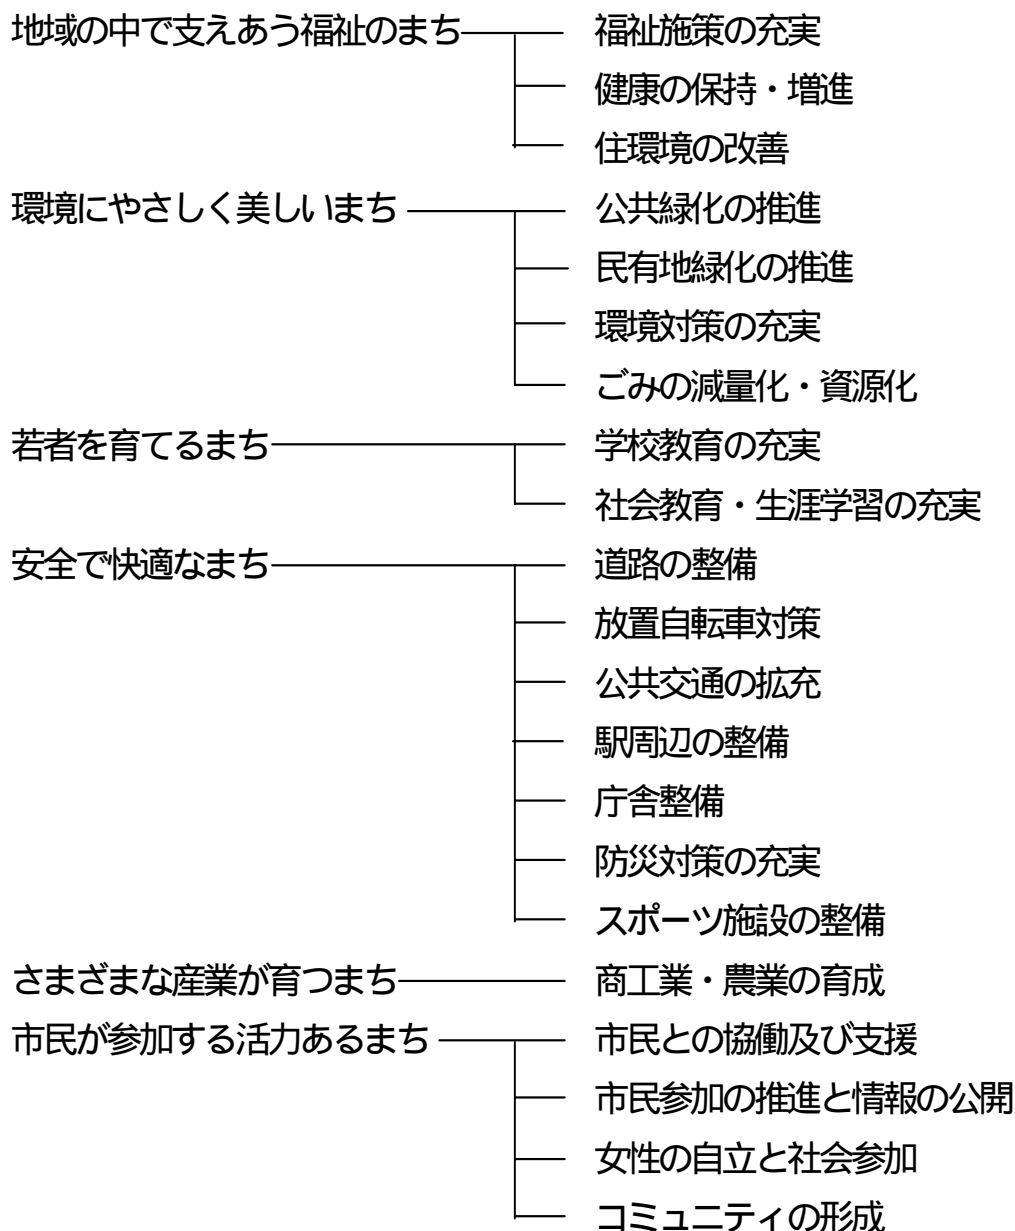 地域の中で支えあう福祉のまち 福祉施策の充実
健康の保持・増進
住環境の改善
環境にやさしく美しいまち 公共緑化の推進
民有地緑化の推進
環境対策の充実
ごみの減量化・資源化
若者を育てるまち 学校教育の充実
社会教育・生涯学習の充実
安全で快適なまち 道路の整備
放置自転車対策
公共交通の拡充
駅周辺の整備
庁舎整備
防災対策の充実
スポーツ施設の整備
さまざまな産業が育つまち 商工業・農業の育成
市民が参加する活力あるまち 市民との協働及び支援
市民参加の推進と情報の公開
女性の自立と社会参加
コミュニティの形成